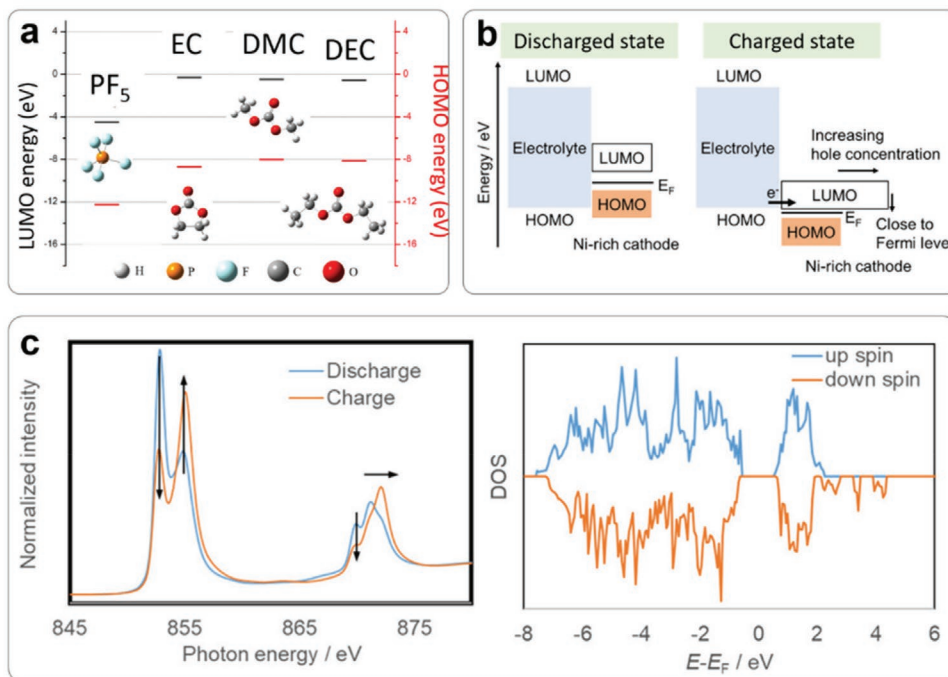 a
EC
DMC
DEC
PF5
LUMO energy (eV)
HOMO energy (eV)
4
0
-4
-8
-12
-16
4
0
-4
-8
-12
-16
H
P
F
C
O
b
Discharged state
Charged state
Energy / eV
LUMO
Electrolyte
HOMO
LUMO
EF
HOMO
Ni-rich cathode
LUMO
Electrolyte
HOMO
Increasing
hole concentration
e-
LUMO
EF
HOMO
Close to
Fermi level
Ni-rich cathode
c
Normalized intensity
Discharge
Charge
845
855
865
875
Photon energy / eV
up spin
down spin
DOS
-8
-6
-4
-2
0
2
4
6
E-EF / eV